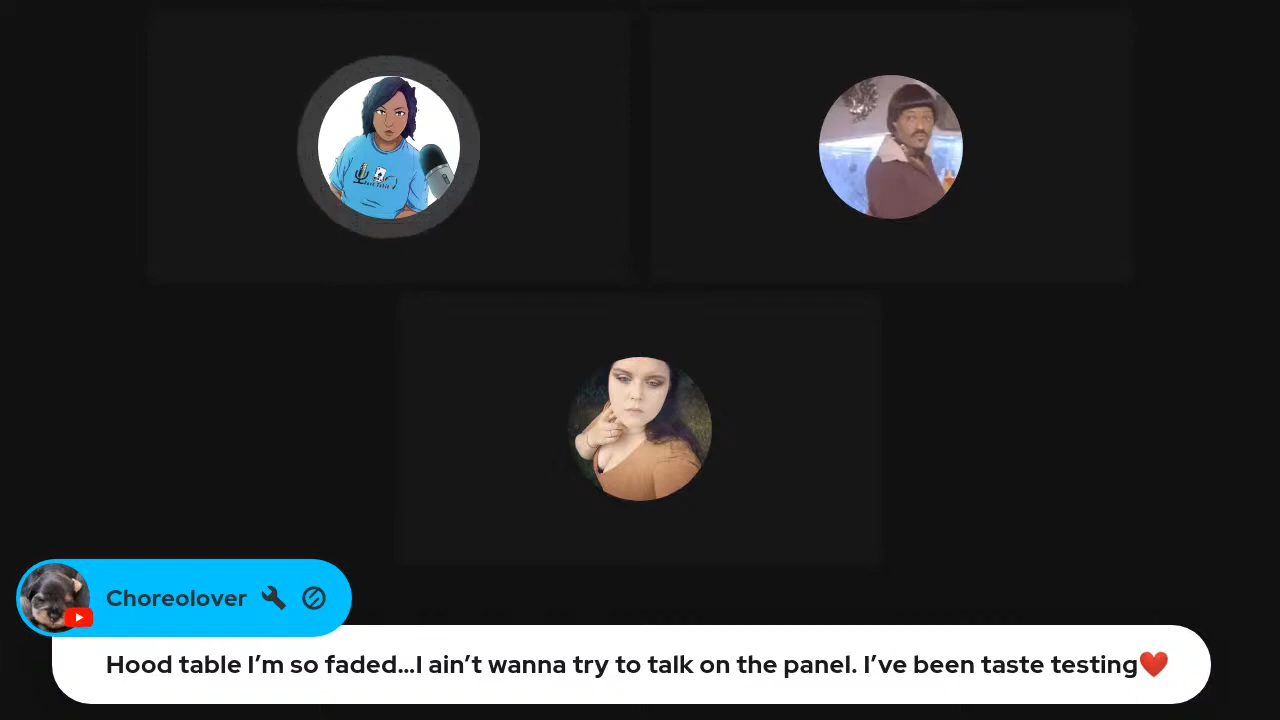 Choreolover
Hood table I’m so faded...I ain’t wanna try to talk on the panel. I’ve been taste testing❤️